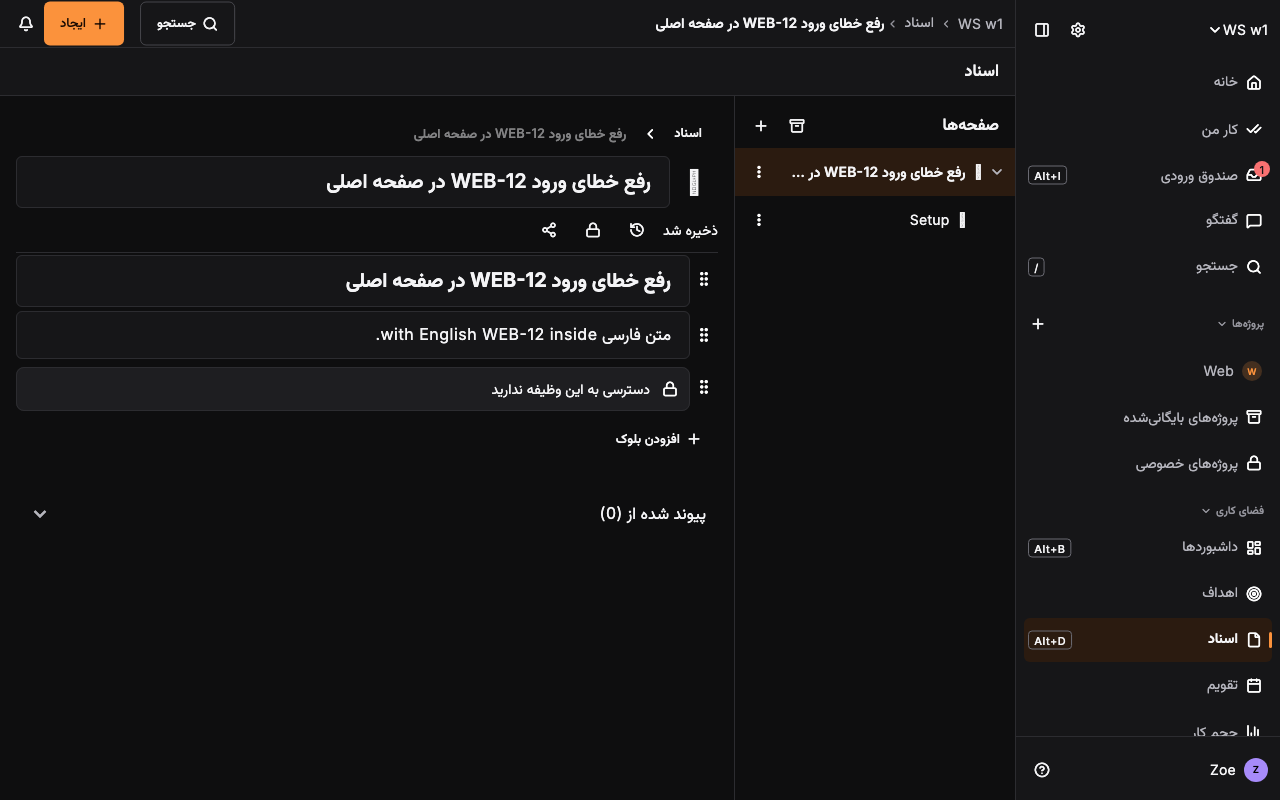 WS w1
خانه
کار من
1
صندوق ورودی
Alt+I
گفتگو
جستجو
/
پروژه‌ها
W
Web
پروژه‌های بایگانی‌شده
پروژه‌های خصوصی
فضای کاری
داشبوردها
Alt+B
اهداف
اسناد
Alt+D
تقویم
حجم کار
Z
Zoe
WS w1
اسناد
رفع خطای ورود WEB-12 در صفحه اصلی
جستجو
ایجاد
اسناد
صفحه‌ها
رفع خطای ورود WEB-12 در ...
Setup
اسناد
رفع خطای ورود WEB-12 در صفحه اصلی
رفع خطای ورود WEB-12 در صفحه اصلی
ذخیره شد
رفع خطای ورود WEB-12 در صفحه اصلی
متن فارسی with English WEB-12 inside.
دسترسی به این وظیفه ندارید
افزودن بلوک
پیوند شده از (0)